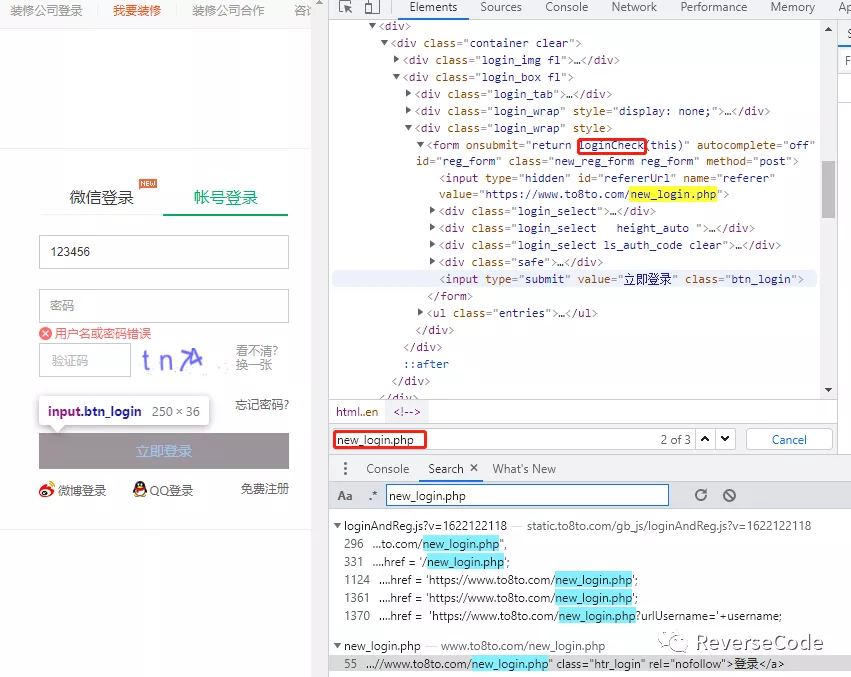 装修公司登录 我要装修 装修公司合作
Elements Sources Console Network Performance Memory
微信登录 NEW 帐号登录
123456
密码
用户名或密码错误
验证码 tnA 看不清?
换一张
input.btn_login 250 × 36 忘记密码?
立即登录
微博登录 QQ登录 免费注册
▼<div>
▼<div class="container clear">
▶<div class="login_img fl">…</div>
▼<div class="login_box fl">
▶<div class="login_tab">…</div>
▶<div class="login_wrap" style="display: none;">…</div>
▼<div class="login_wrap" style>
▼<form onsubmit="return loginCheck(this)" autocomplete="off"
id="reg_form" class="new_reg_form reg_form" method="post">
<input type="hidden" id="refererUrl" name="referer"
value="https://www.to8to.com/new_login.php">
▶<div class="login_select">…</div>
▶<div class="login_select   height_auto ">…</div>
▶<div class="login_select ls_auth_code clear">…</div>
▶<div class="safe">…</div>
<input type="submit" value="立即登录" class="btn_login">
</form>
▶<ul class="entries">…</ul>
</div>
</div>
::after
</div>
</div>
html..en <!-->
new_login.php 2 of 3 Cancel
Console Search × What's New
Aa .* new_login.php
▼loginAndReg.js?v=1622122118 — static.to8to.com/gb_js/loginAndReg.js?v=1622122118
296 …to.com/new_login.php",
331 ….href = '/new_login.php';
1124 ….href = 'https://www.to8to.com/new_login.php';
1361 ….href = 'https://www.to8to.com/new_login.php';
1370 ….href =  'https://www.to8to.com/new_login.php?urlUsername='+username;
▼new_login.php — www.to8to.com/new_login.php
55 …//www.to8to.com/new_login.php" class="htr_login" rel="nofollow">登录</a>
ReverseCode